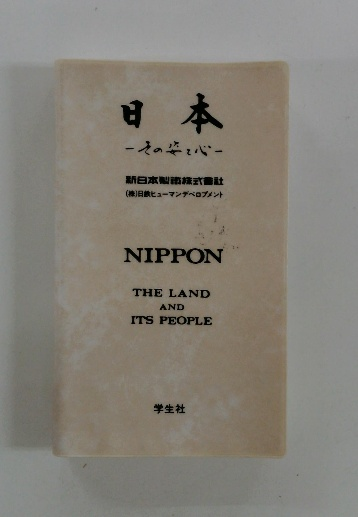 日本
－その姿と心－
新日本製鐵株式會社
(株)日鉄ヒューマンデベロプメント
NIPPON
THE LAND
AND
ITS PEOPLE
学生社